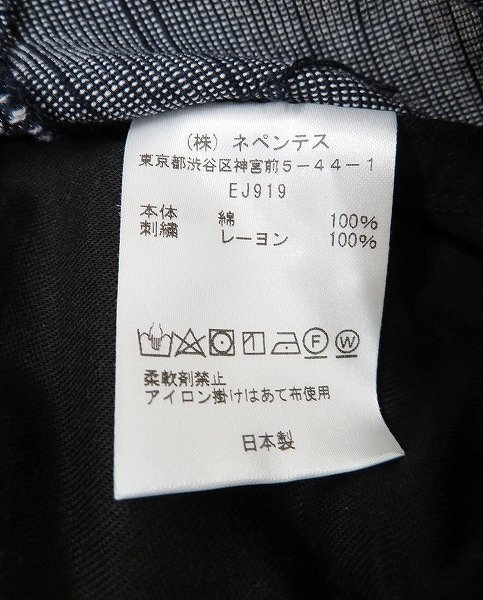 (株) ネペンテス
東京都渋谷区神宮前5-44-1
EJ919
本体 綿 100%
刺繍 レーヨン 100%
F W
柔軟剤禁止
アイロン掛けはあて布使用
日本製